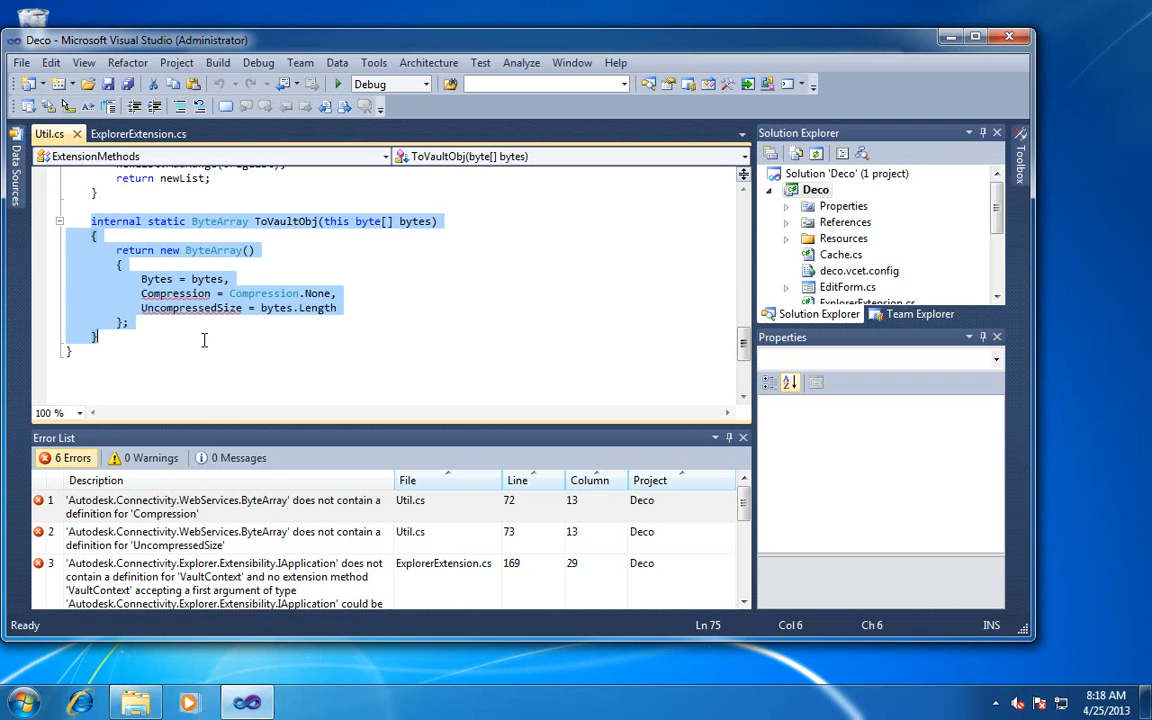 Deco - Microsoft Visual Studio (Administrator)
File Edit View Refactor Project Build Debug Team Data Tools Architecture Test Analyze Window Help
Debug
Util.cs ExplorerExtension.cs
ExtensionMethods ToVaultObj(byte[] bytes)
return newList;
}
internal static ByteArray ToVaultObj(this byte[] bytes)
{
return new ByteArray()
{
Bytes = bytes,
Compression = Compression.None,
UncompressedSize = bytes.Length
};
}
}
100 %
Data Sources
Toolbox
Solution Explorer
Solution 'Deco' (1 project)
Deco
Properties
References
Resources
Cache.cs
deco.vcet.config
EditForm.cs
ExplorerExtension.cs
Solution Explorer Team Explorer
Properties
Error List
6 Errors 0 Warnings 0 Messages
Description File Line Column Project
1 'Autodesk.Connectivity.WebServices.ByteArray' does not contain a definition for 'Compression' Util.cs 72 13 Deco
2 'Autodesk.Connectivity.WebServices.ByteArray' does not contain a definition for 'UncompressedSize' Util.cs 73 13 Deco
3 'Autodesk.Connectivity.Explorer.Extensibility.IApplication' does not contain a definition for 'VaultContext' and no extension method 'VaultContext' accepting a first argument of type 'Autodesk.Connectivity.Explorer.Extensibility.IApplication' could be ExplorerExtension.cs 169 29 Deco
Ready Ln 75 Col 6 Ch 6 INS
8:18 AM
4/25/2013